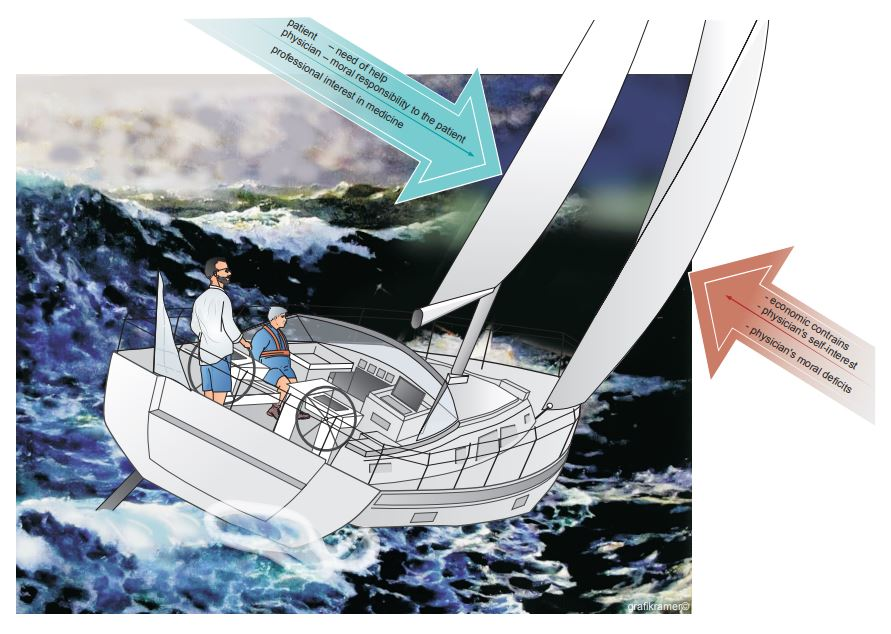 patient – need of help
physician – moral responsibility to the patient
professional interest in medicine
- economic contrains
- physician's self-interest
- physician's moral deficits
grafikramer©